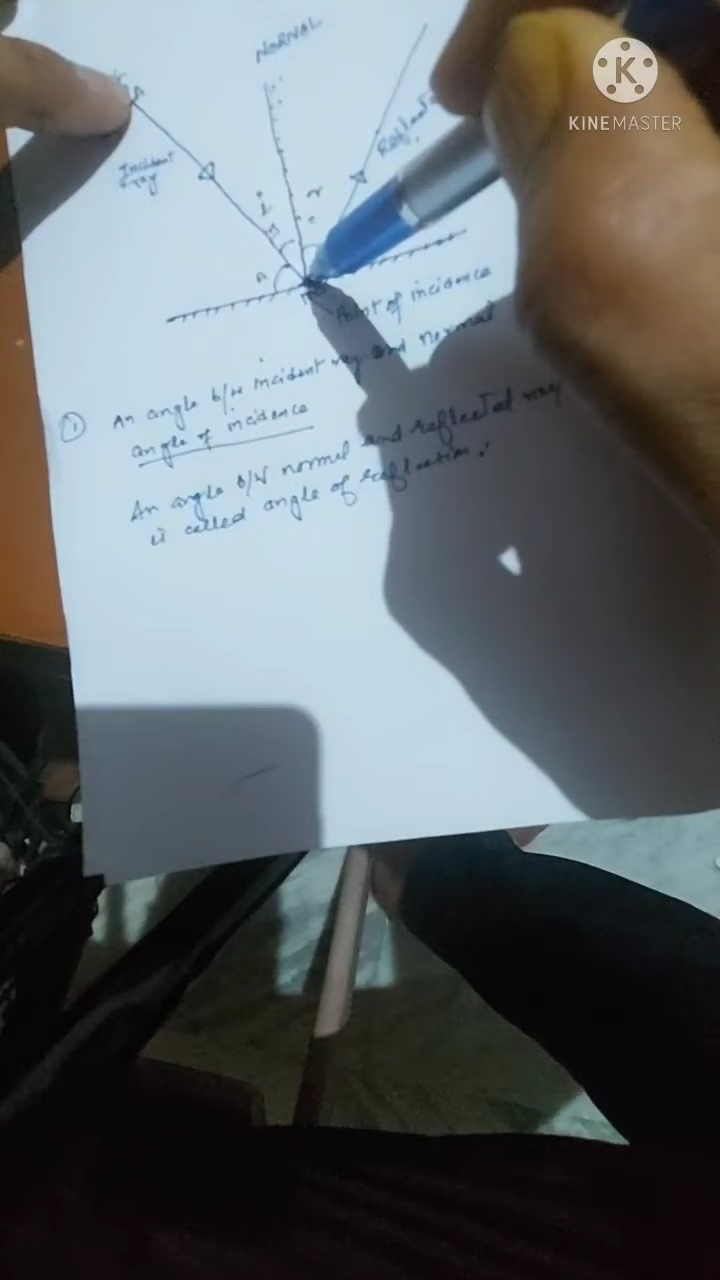 NORMAL
K
KINEMASTER
Incident
ray
i
r
B
A
Point of incidence
① An angle b/w incident ray and normal
angle of incidence
An angle b/w normal and reflected ray
is called angle of reflection.